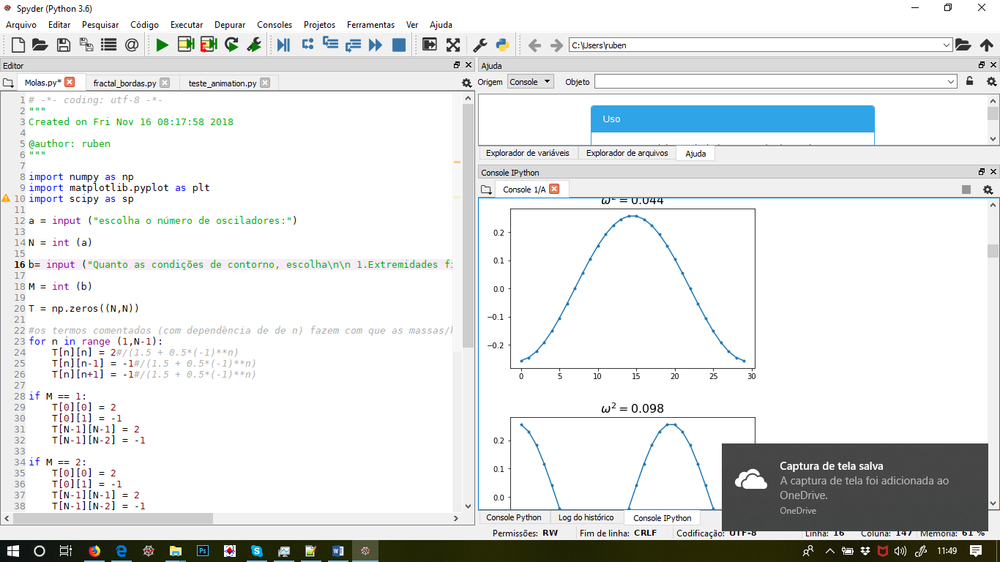 Spyder (Python 3.6)
Arquivo Editar Pesquisar Código Executar Depurar Consoles Projetos Ferramentas Ver Ajuda
C:\Users\ruben
Editor
Molas.py* fractal_bordas.py teste_animation.py
1 # -*- coding: utf-8 -*-
2 """
3 Created on Fri Nov 16 08:17:58 2018
4
5 @author: ruben
6 """
7
8 import numpy as np
9 import matplotlib.pyplot as plt
10 import scipy as sp
11
12 a = input ("escolha o número de osciladores:")
13
14 N = int (a)
15
16 b= input ("Quanto as condições de contorno, escolha\n\n 1.Extremidades fi
17
18 M = int (b)
19
20 T = np.zeros((N,N))
21
22 #os termos comentados (com dependência de de n) fazem com que as massas/
23 for n in range (1,N-1):
24 T[n][n] = 2#/(1.5 + 0.5*(-1)**n)
25 T[n][n-1] = -1#/(1.5 + 0.5*(-1)**n)
26 T[n][n+1] = -1#/(1.5 + 0.5*(-1)**n)
27
28 if M == 1:
29 T[0][0] = 2
30 T[0][1] = -1
31 T[N-1][N-1] = 2
32 T[N-1][N-2] = -1
33
34 if M == 2:
35 T[0][0] = 2
36 T[0][1] = -1
37 T[N-1][N-1] = 2
38 T[N-1][N-2] = -1
Ajuda
Origem Console Objeto
Uso
Explorador de variáveis Explorador de arquivos Ajuda
Console IPython
Console 1/A
ω² = 0.044
0.2
0.1
0.0
−0.1
−0.2
0 5 10 15 20 25 30
ω² = 0.098
0.2
0.1
0.0
Captura de tela salva
A captura de tela foi adicionada ao
OneDrive.
OneDrive
Console Python Log do histórico Console IPython
Permissões: RW Fim de linha: CRLF Codificação: UTF-8 Linha: 16 Coluna: 147 Memória: 61 %
11:49